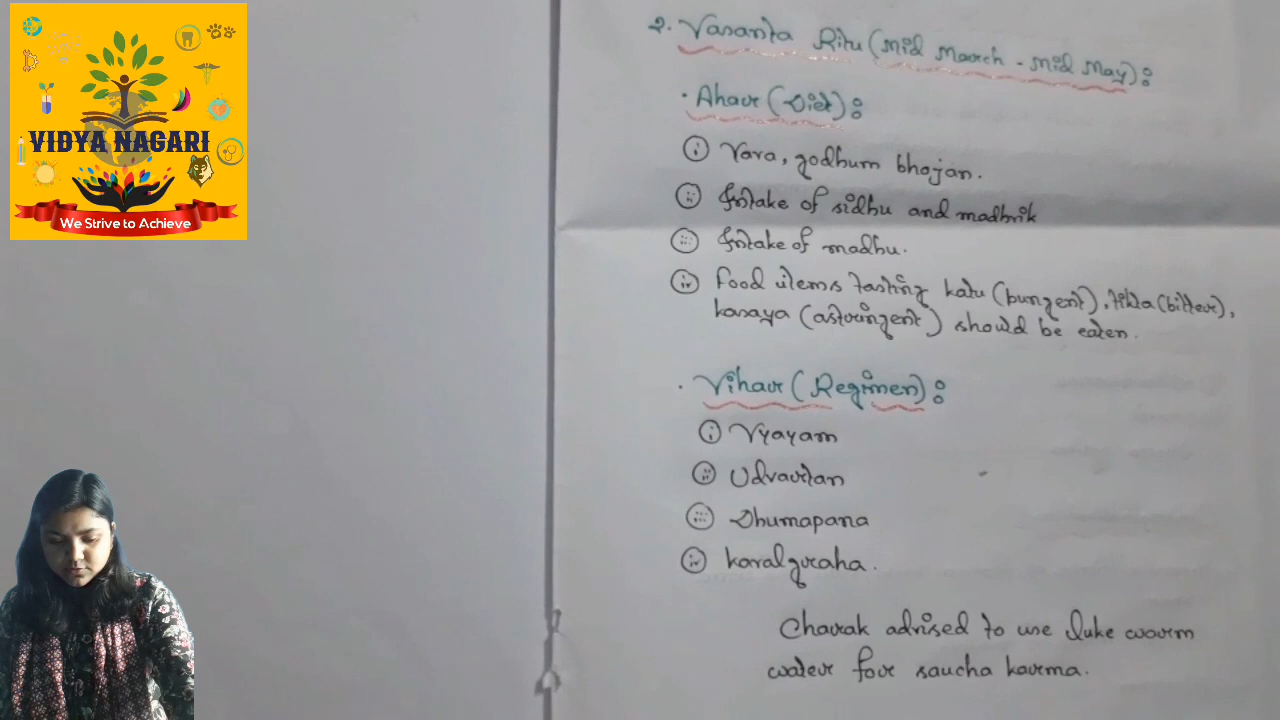 VIDYA NAGARI
We Strive to Achieve
২. Vasanta Ritu (Mid March - Mid May):
· Ahar (Diet):
(i) Yava, godhum bhojan.
(ii) Intake of sidhu and madhvik
(iii) Intake of madhu.
(iv) Food items tasting katu (pungent), tikta (bitter),
kasaya (astringent) should be eaten.
· Vihar (Regimen):
(i) Vyayam
(ii) Udvartan
(iii) Dhumapana
(iv) kavalgraha.
Charak advised to use luke warm
water for saucha karma.